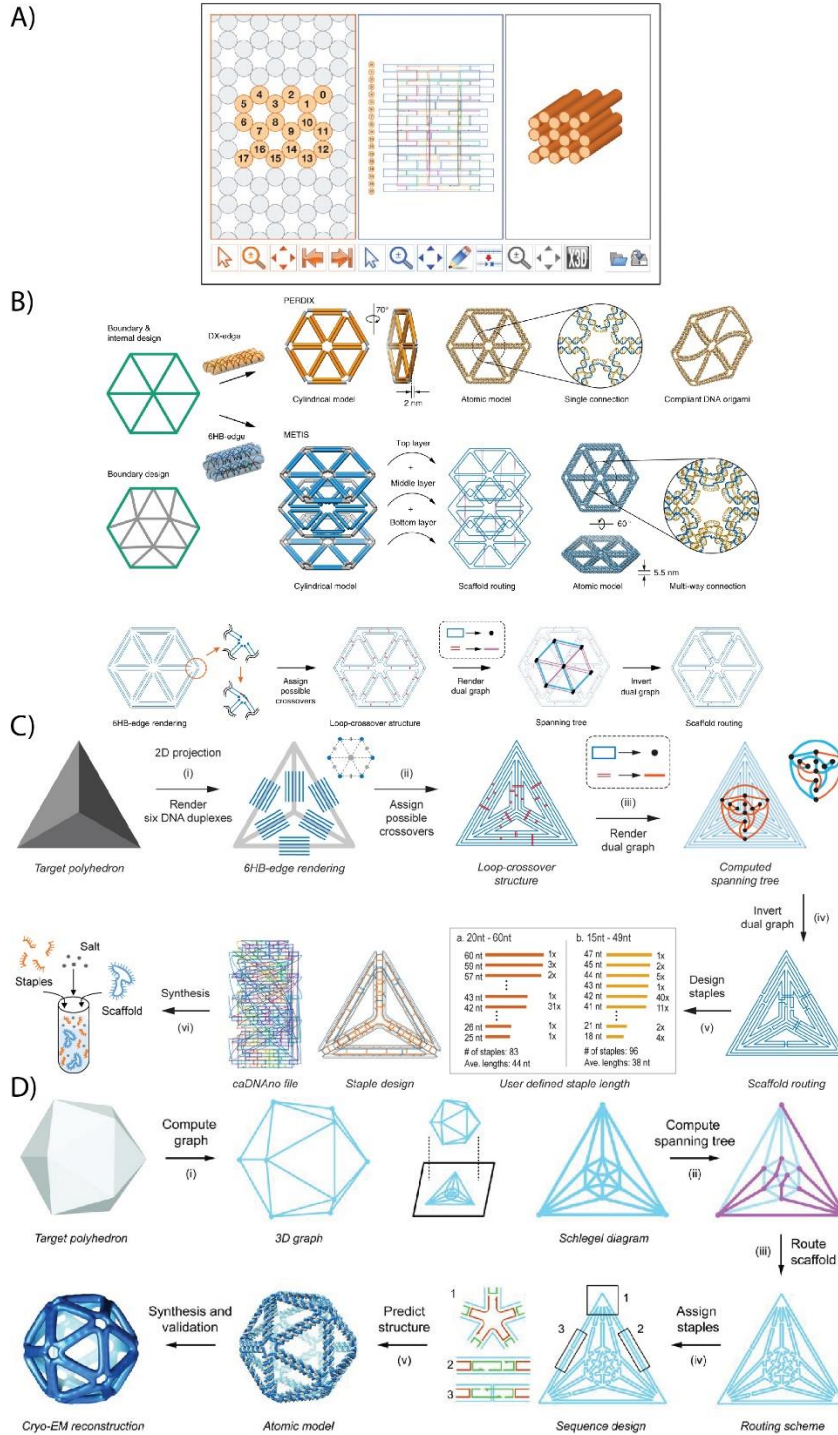 A)
4 2 0
5 3 1
6 8 10
7 9 11
16 14 12
17 15 13
X3D
B)
Boundary &
internal design
DX-edge
PERDIX
70°
Cylindrical model
2 nm
Atomic model
Single connection
Compliant DNA origami
6HB-edge
METIS
Boundary design
Top layer
+
Middle layer
+
Bottom layer
Cylindrical model
Scaffold routing
60°
Atomic model
5.5 nm
Multi-way connection
6HB-edge rendering
Assign
possible
crossovers
Loop-crossover structure
Render
dual graph
Spanning tree
Invert
dual graph
Scaffold routing
C)
Target polyhedron
2D projection
(i)
Render
six DNA duplexes
6HB-edge rendering
(ii)
Assign
possible
crossovers
Loop-crossover
structure
(iii)
Render
dual graph
Computed
spanning tree
Invert
dual graph
(iv)
Salt
Staples
Scaffold
Synthesis
(vi)
caDNAno file
Staple design
a. 20nt - 60nt
60 nt 1x
59 nt 3x
57 nt 2x
43 nt 1x
42 nt 31x
26 nt 1x
25 nt 1x
# of staples: 83
Ave. lengths: 44 nt
b. 15nt - 49nt
47 nt 1x
45 nt 2x
44 nt 5x
43 nt 1x
42 nt 40x
41 nt 11x
21 nt 2x
18 nt 4x
# of staples: 96
Ave. lengths: 38 nt
User defined staple length
Design
staples
(v)
Scaffold routing
D)
Target polyhedron
Compute
graph
(i)
3D graph
Schlegel diagram
Compute
spanning tree
(ii)
(iii)
Route
scaffold
Cryo-EM reconstruction
Synthesis and
validation
Atomic model
Predict
structure
(v)
1
2
3
1
3
2
Sequence design
Assign
staples
(iv)
Routing scheme